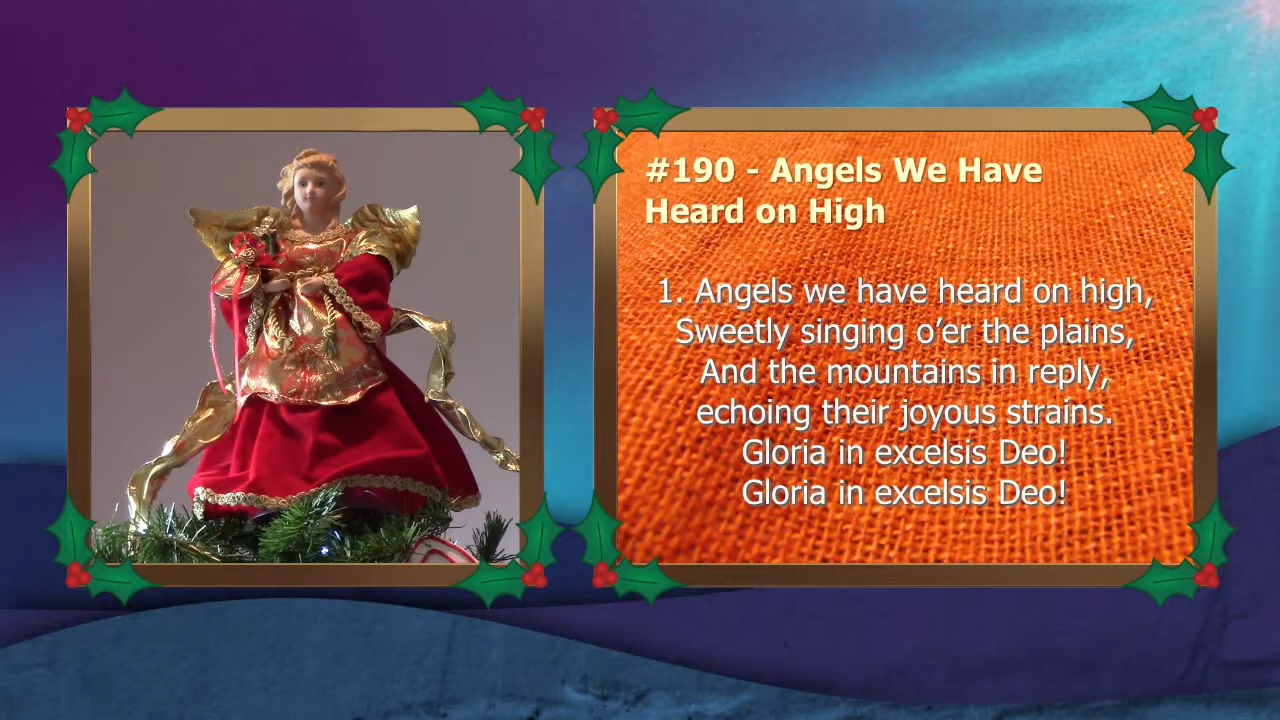 #190 - Angels We Have
Heard on High
1. Angels we have heard on high,
Sweetly singing o’er the plains,
And the mountains in reply,
echoing their joyous strains.
Gloria in excelsis Deo!
Gloria in excelsis Deo!